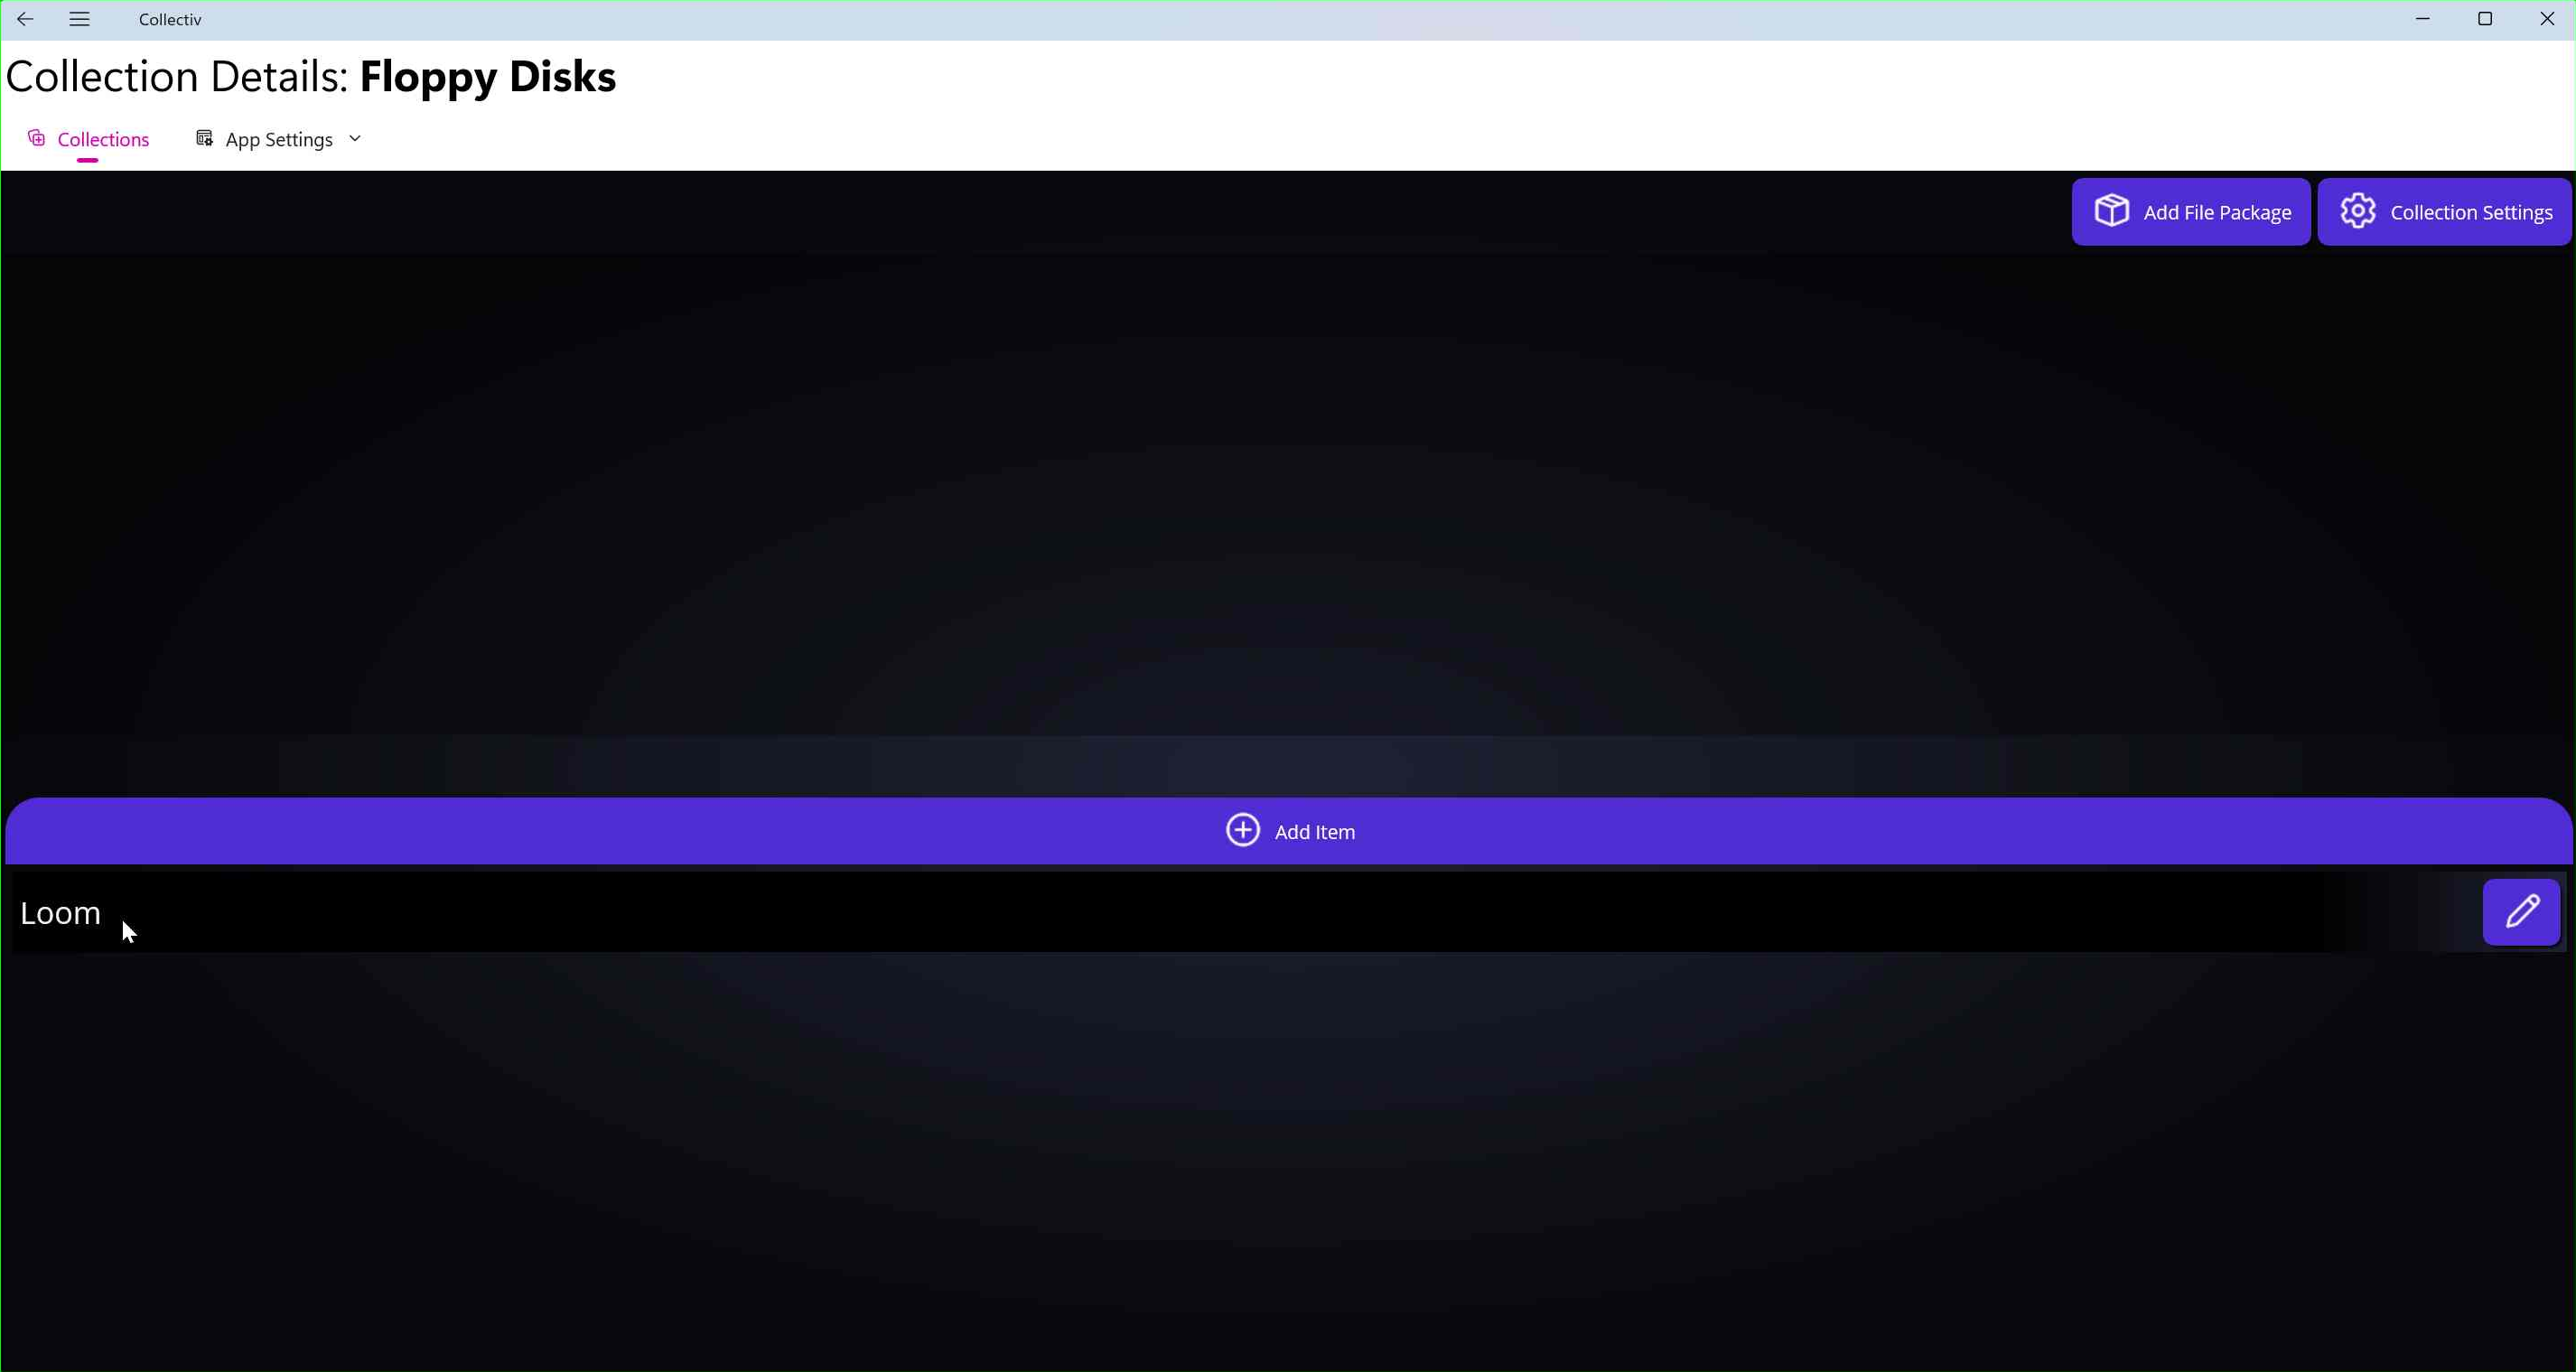 Collectiv
Collection Details: Floppy Disks
Collections
App Settings
Add File Package
Collection Settings
Add Item
Loom